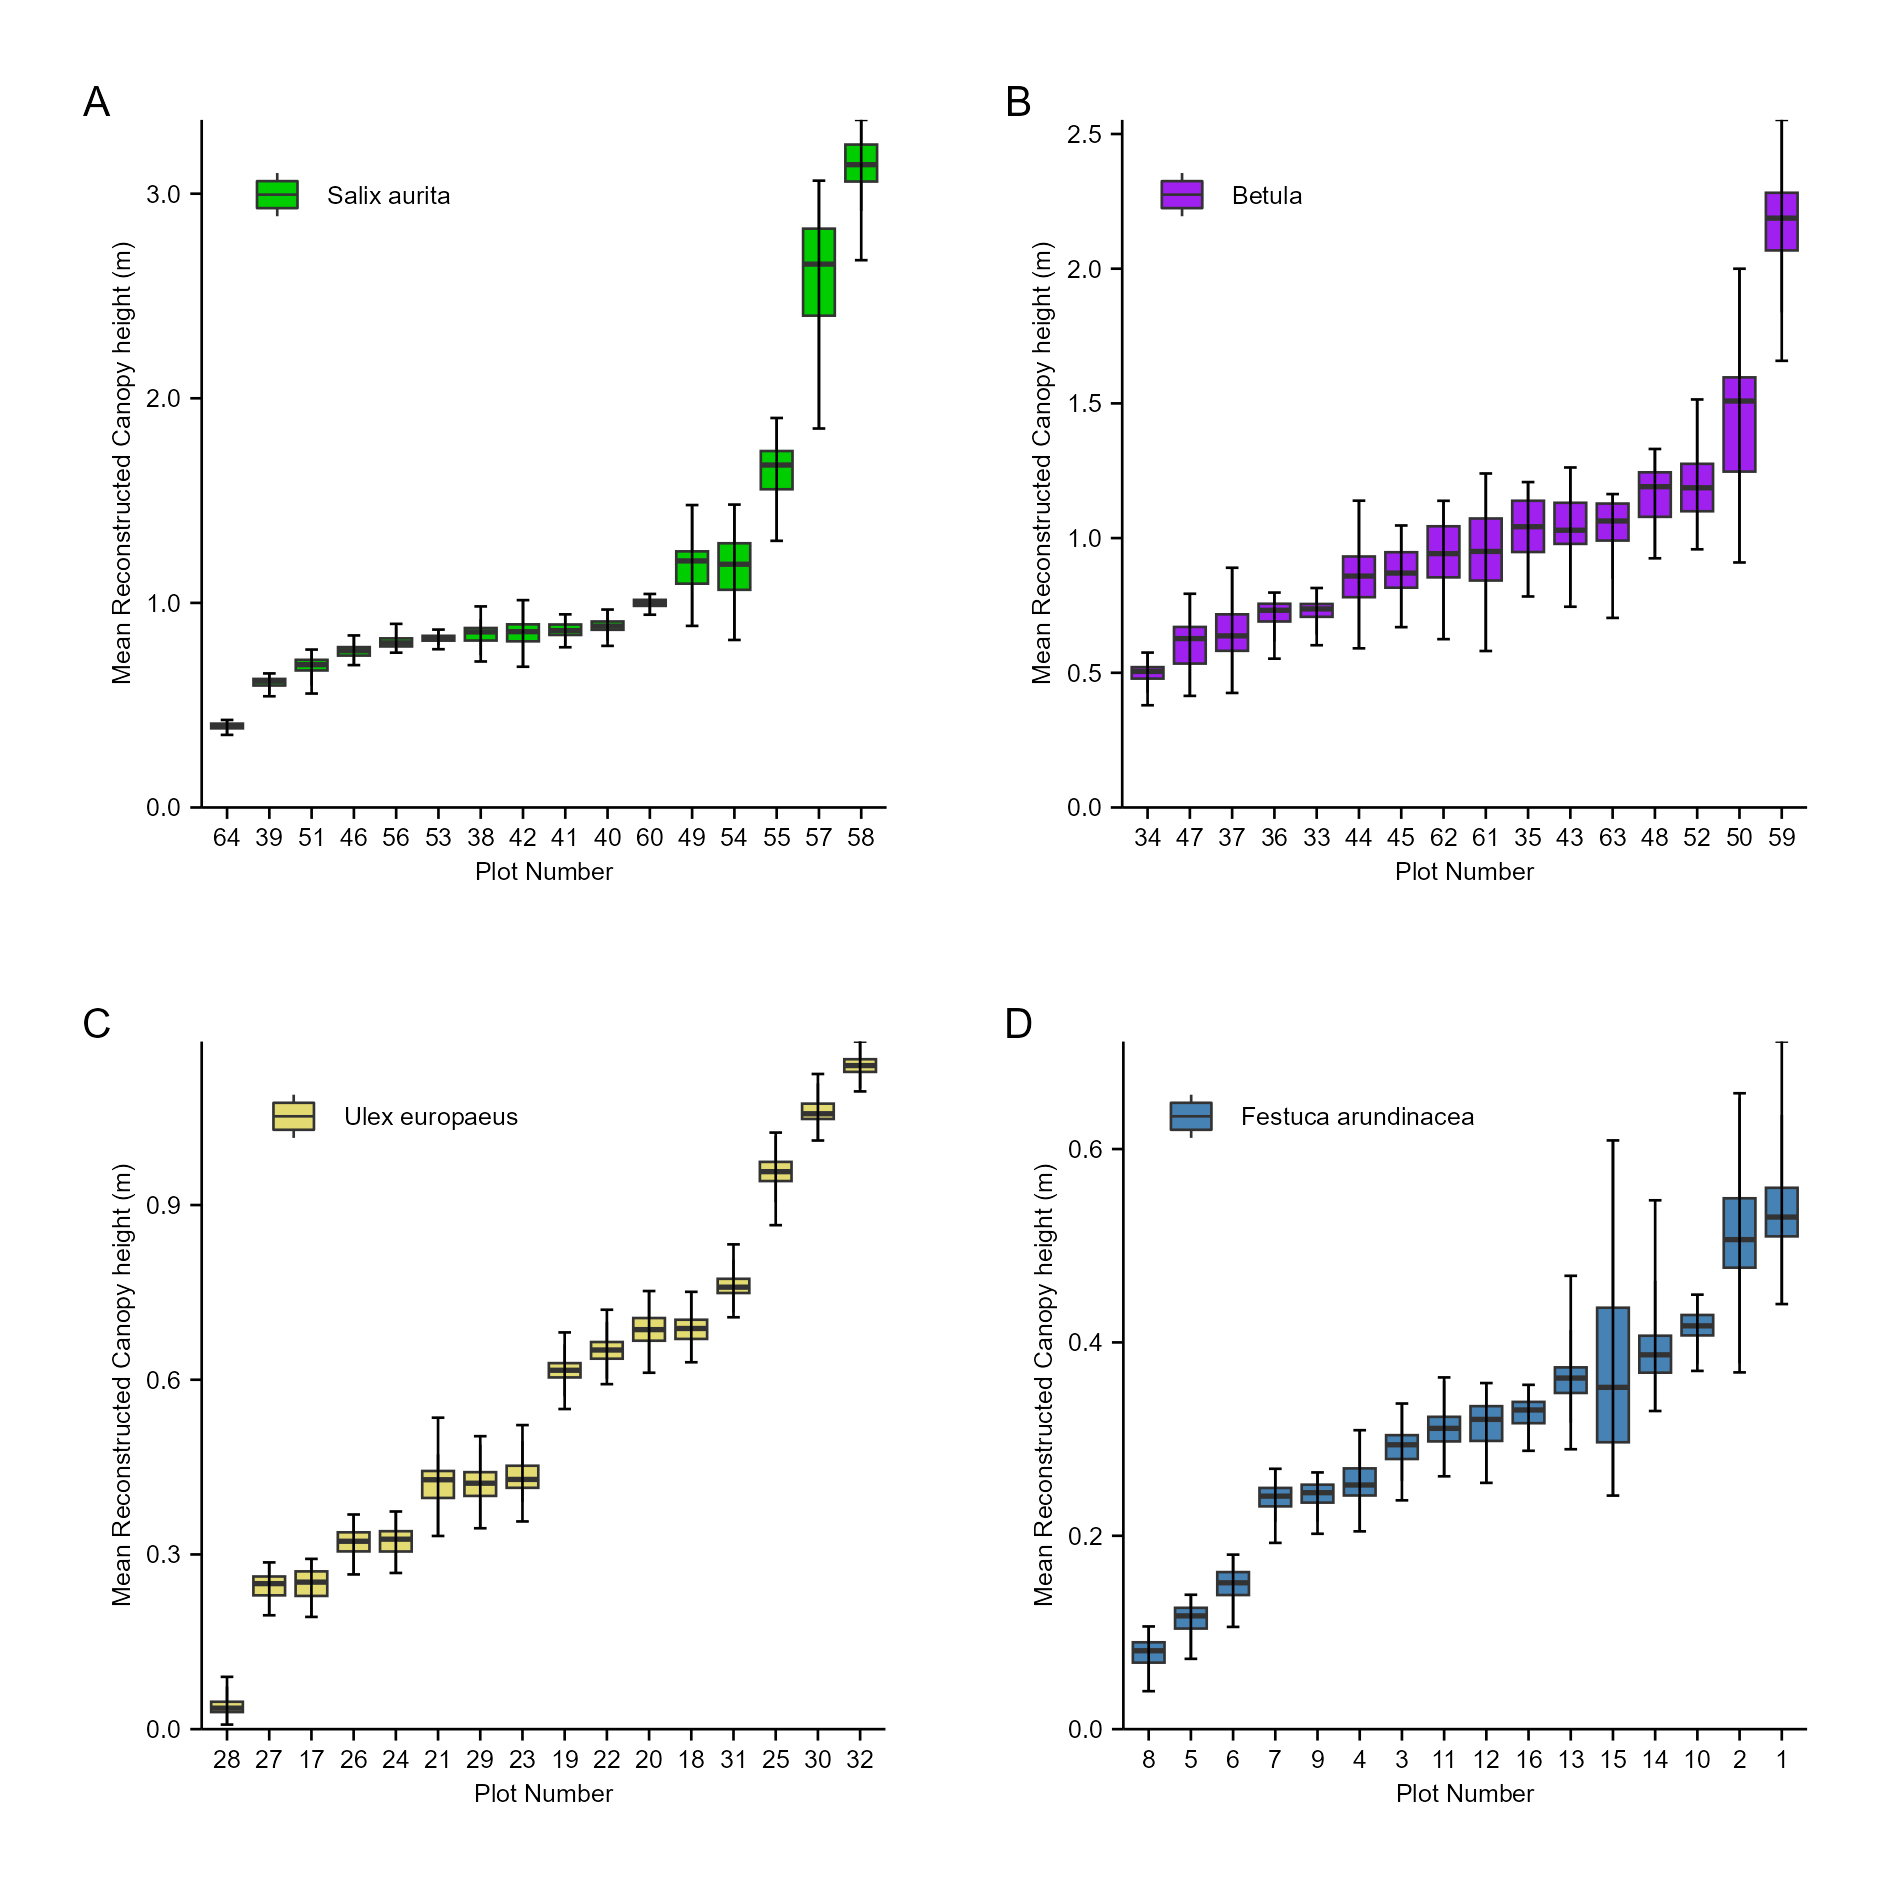 A
Salix aurita
Mean Reconstructed Canopy height (m)
3.0
2.0
1.0
0.0
64 39 51 46 56 53 38 42 41 40 60 49 54 55 57 58
Plot Number
B
Betula
Mean Reconstructed Canopy height (m)
2.5
2.0
1.5
1.0
0.5
0.0
34 47 37 36 33 44 45 62 61 35 43 63 48 52 50 59
Plot Number
C
Ulex europaeus
Mean Reconstructed Canopy height (m)
0.9
0.6
0.3
0.0
28 27 17 26 24 21 29 23 19 22 20 18 31 25 30 32
Plot Number
D
Festuca arundinacea
Mean Reconstructed Canopy height (m)
0.6
0.4
0.2
0.0
8 5 6 7 9 4 3 11 12 16 13 15 14 10 2 1
Plot Number